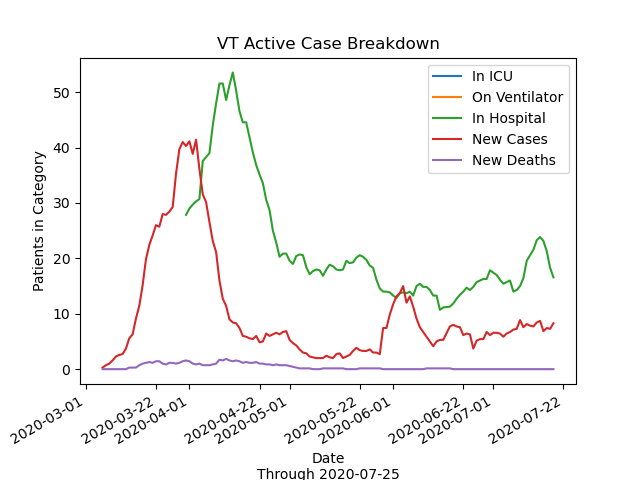 VT Active Case Breakdown
In ICU
On Ventilator
In Hospital
New Cases
New Deaths
Patients in Category
50
40
30
20
10
0
2020-03-01
2020-03-22
2020-04-01
2020-04-22
2020-05-01
2020-05-22
2020-06-01
2020-06-22
2020-07-01
2020-07-22
Date
Through 2020-07-25